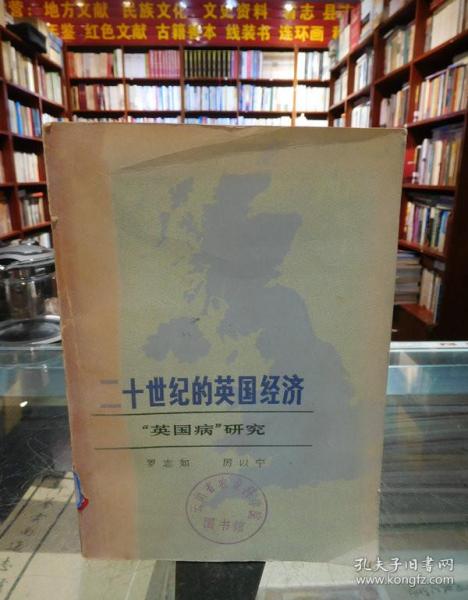 营：地方文献 民族文化 文史资料 省志 县志
年鉴 红色文献 古籍善本 线装书 连环画
二十世纪的英国经济
“英国病”研究
罗志如 厉以宁
图书馆
孔夫子旧书网
www.kongfz.com